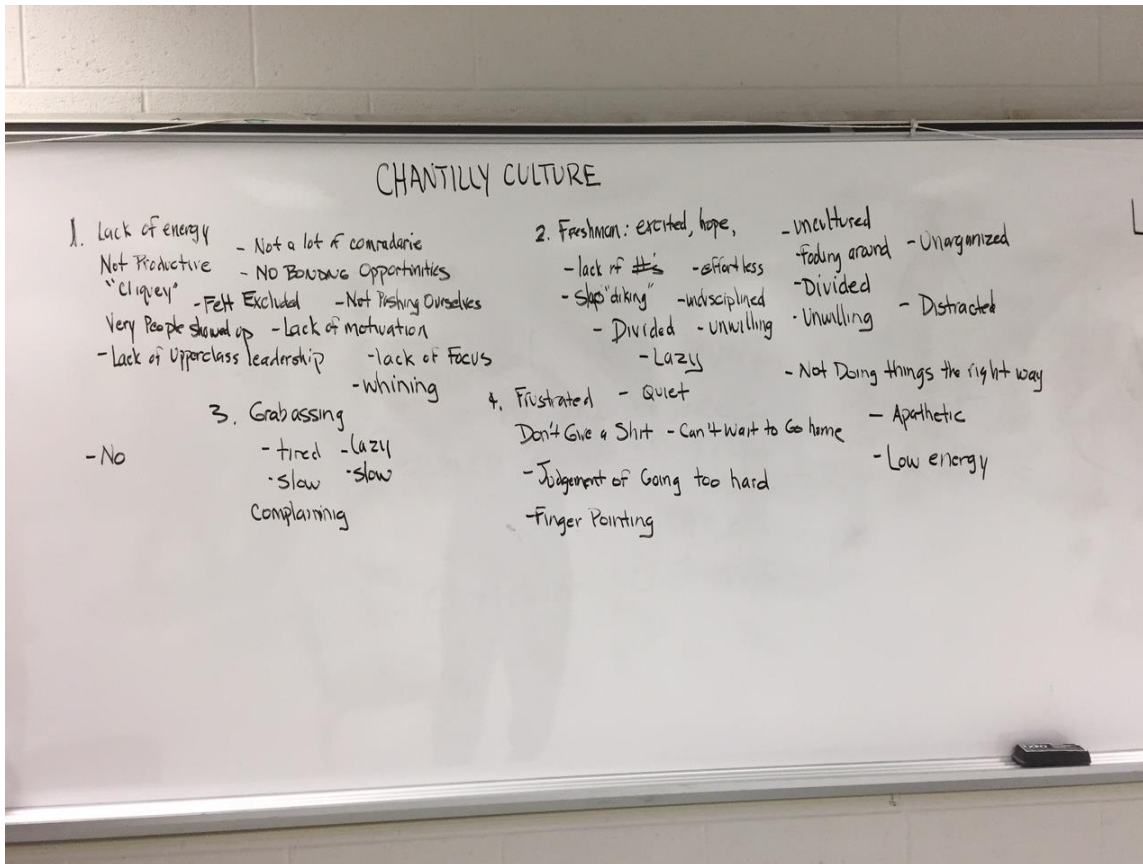 CHANTILLY CULTURE
1. Lack of energy
- Not a lot of comradarie
Not Productive
- NO BONDING Opportunities
"Cliquey"
- Felt Excluded
- Not Pushing Ourselves
Very People showed up
- Lack of motivation
- Lack of Upperclass leadership
- lack of Focus
- whining
2. Freshman: excited, hope,
- lack of #'s
- effortless
- "diking"
- undisciplined
- Divided
- unwilling
- Lazy
- uncultured
- fooling around
- Unorganized
- Divided
- Unwilling
- Distracted
- Not Doing things the right way
- Apathetic
- Low energy
3. Grabassing
- tired
- Lazy
- slow
- slow
Complaining
- No
4. Frustrated
- Quiet
Don't Give a Shit
- Can't Wait to Go home
- Judgement of Going too hard
- Finger Pointing